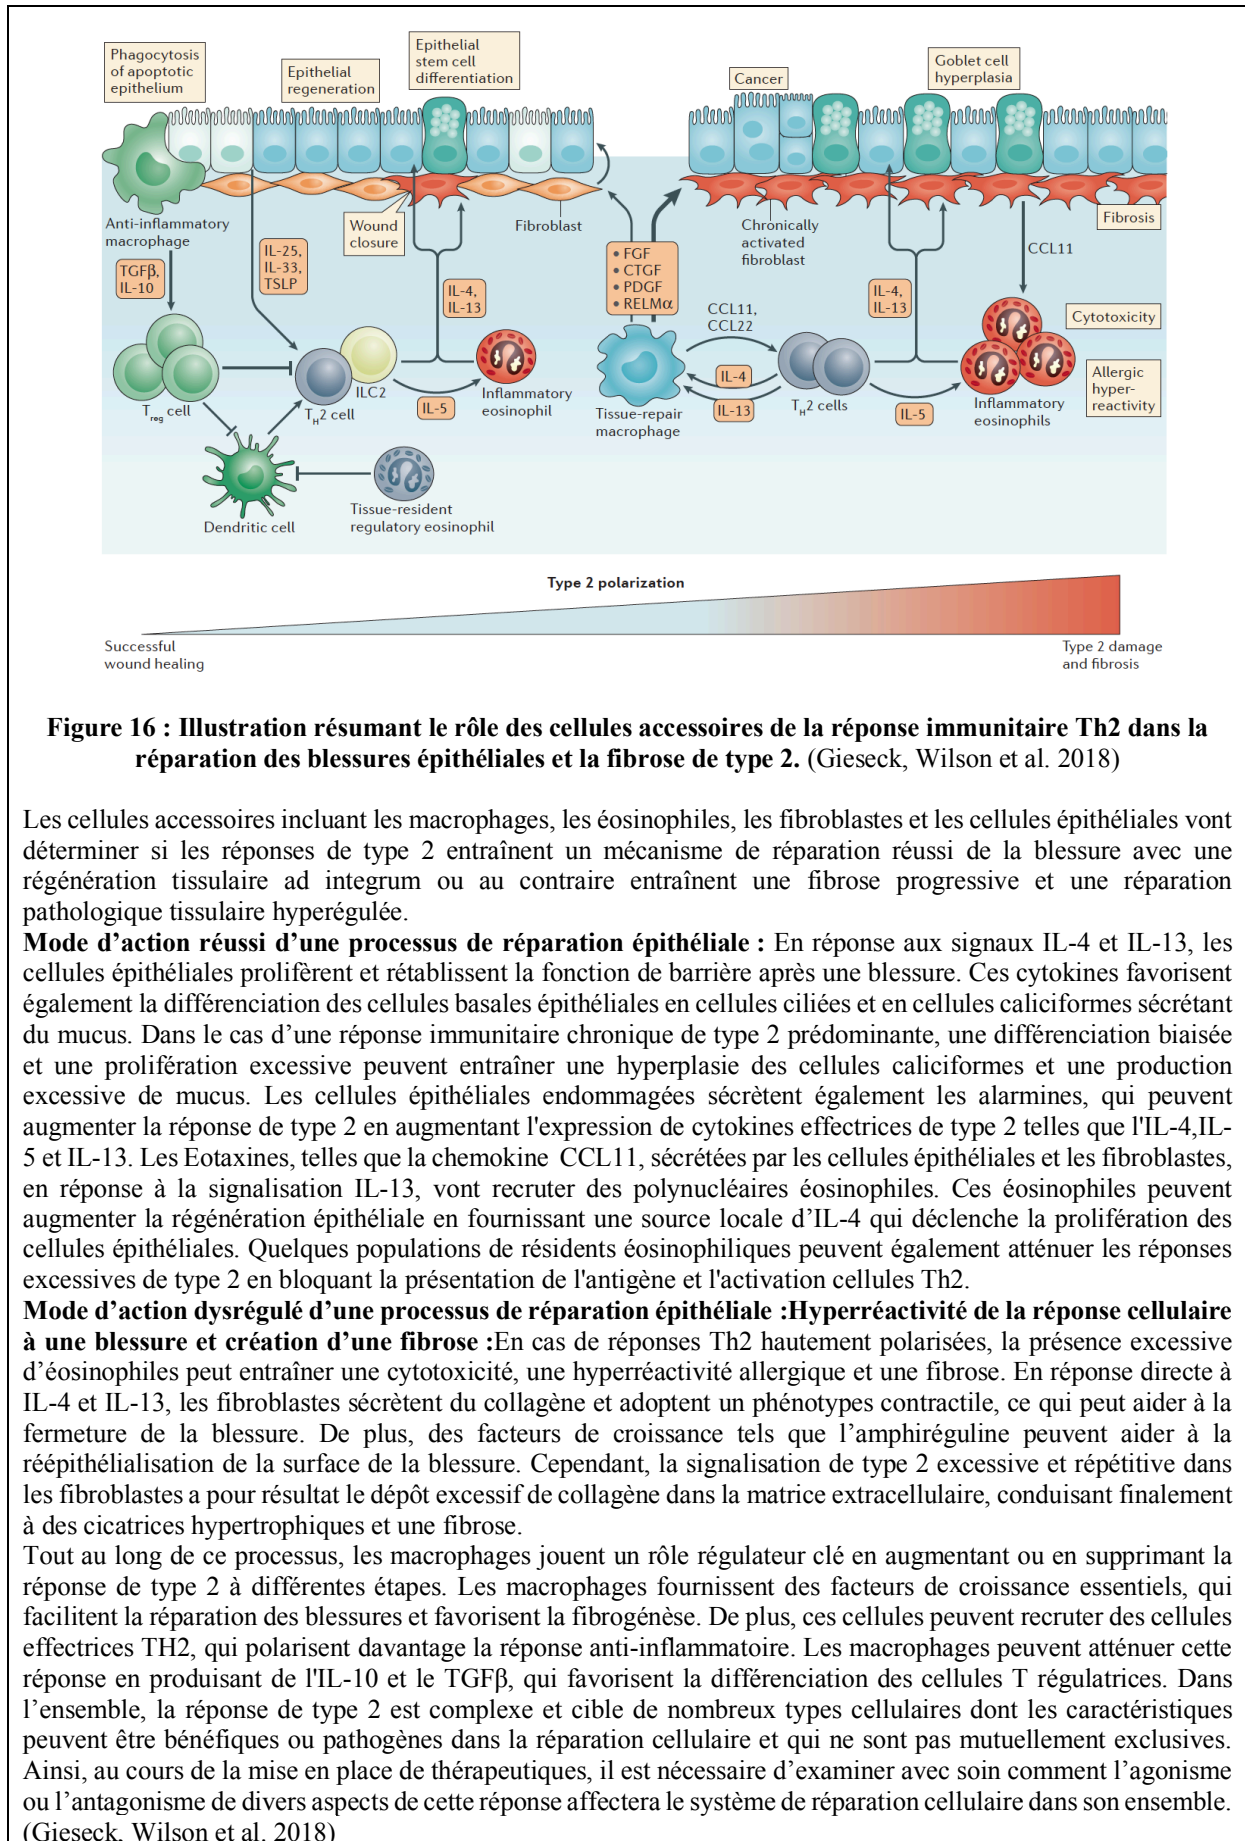 Phagocytosis
of apoptotic
epithelium
Epithelial
regeneration
Epithelial
stem cell
differentiation
Cancer
Goblet cell
hyperplasia
Anti-inflammatory
macrophage
Wound
closure
Fibroblast
Chronically
activated
fibroblast
Fibrosis
TGFβ,
IL-10
IL-25,
IL-33,
TSLP
IL-4,
IL-13
• FGF
• CTGF
• PDGF
• RELMα
CCL11,
CCL22
IL-4,
IL-13
CCL11
Cytotoxicity
Allergic
hyper-
reactivity
Treg cell
TH2 cell
ILC2
IL-5
Inflammatory
eosinophil
Tissue-repair
macrophage
IL-4
IL-13
TH2 cells
IL-5
Inflammatory
eosinophils
Dendritic cell
Tissue-resident
regulatory eosinophil
Type 2 polarization
Successful
wound healing
Type 2 damage
and fibrosis
Figure 16 : Illustration résumant le rôle des cellules accessoires de la réponse immunitaire Th2 dans la
réparation des blessures épithéliales et la fibrose de type 2. (Gieseck, Wilson et al. 2018)
Les cellules accessoires incluant les macrophages, les éosinophiles, les fibroblastes et les cellules épithéliales vont
déterminer si les réponses de type 2 entraînent un mécanisme de réparation réussi de la blessure avec une
régénération tissulaire ad integrum ou au contraire entraînent une fibrose progressive et une réparation
pathologique tissulaire hyperégulée.
Mode d’action réussi d’une processus de réparation épithéliale : En réponse aux signaux IL-4 et IL-13, les
cellules épithéliales prolifèrent et rétablissent la fonction de barrière après une blessure. Ces cytokines favorisent
également la différenciation des cellules basales épithéliales en cellules ciliées et en cellules caliciformes sécrétant
du mucus. Dans le cas d’une réponse immunitaire chronique de type 2 prédominante, une différenciation biaisée
et une prolifération excessive peuvent entraîner une hyperplasie des cellules caliciformes et une production
excessive de mucus. Les cellules épithéliales endommagées sécrètent également les alarmines, qui peuvent
augmenter la réponse de type 2 en augmentant l'expression de cytokines effectrices de type 2 telles que l'IL-4,IL-
5 et IL-13. Les Eotaxines, telles que la chemokine CCL11, sécrétées par les cellules épithéliales et les fibroblastes,
en réponse à la signalisation IL-13, vont recruter des polynucléaires éosinophiles. Ces éosinophiles peuvent
augmenter la régénération épithéliale en fournissant une source locale d’IL-4 qui déclenche la prolifération des
cellules épithéliales. Quelques populations de résidents éosinophiliques peuvent également atténuer les réponses
excessives de type 2 en bloquant la présentation de l'antigène et l'activation cellules Th2.
Mode d’action dysrégulé d’une processus de réparation épithéliale :Hyperréactivité de la réponse cellulaire
à une blessure et création d’une fibrose :En cas de réponses Th2 hautement polarisées, la présence excessive
d’éosinophiles peut entraîner une cytotoxicité, une hyperréactivité allergique et une fibrose. En réponse directe à
IL-4 et IL-13, les fibroblastes sécrètent du collagène et adoptent un phénotypes contractile, ce qui peut aider à la
fermeture de la blessure. De plus, des facteurs de croissance tels que l’amphiréguline peuvent aider à la
réépithélialisation de la surface de la blessure. Cependant, la signalisation de type 2 excessive et répétitive dans
les fibroblastes a pour résultat le dépôt excessif de collagène dans la matrice extracellulaire, conduisant finalement
à des cicatrices hypertrophiques et une fibrose.
Tout au long de ce processus, les macrophages jouent un rôle régulateur clé en augmentant ou en supprimant la
réponse de type 2 à différentes étapes. Les macrophages fournissent des facteurs de croissance essentiels, qui
facilitent la réparation des blessures et favorisent la fibrogénèse. De plus, ces cellules peuvent recruter des cellules
effectrices TH2, qui polarisent davantage la réponse anti-inflammatoire. Les macrophages peuvent atténuer cette
réponse en produisant de l'IL-10 et le TGFβ, qui favorisent la différenciation des cellules T régulatrices. Dans
l’ensemble, la réponse de type 2 est complexe et cible de nombreux types cellulaires dont les caractéristiques
peuvent être bénéfiques ou pathogènes dans la réparation cellulaire et qui ne sont pas mutuellement exclusives.
Ainsi, au cours de la mise en place de thérapeutiques, il est nécessaire d’examiner avec soin comment l’agonisme
ou l’antagonisme de divers aspects de cette réponse affectera le système de réparation cellulaire dans son ensemble.
(Gieseck, Wilson et al. 2018)